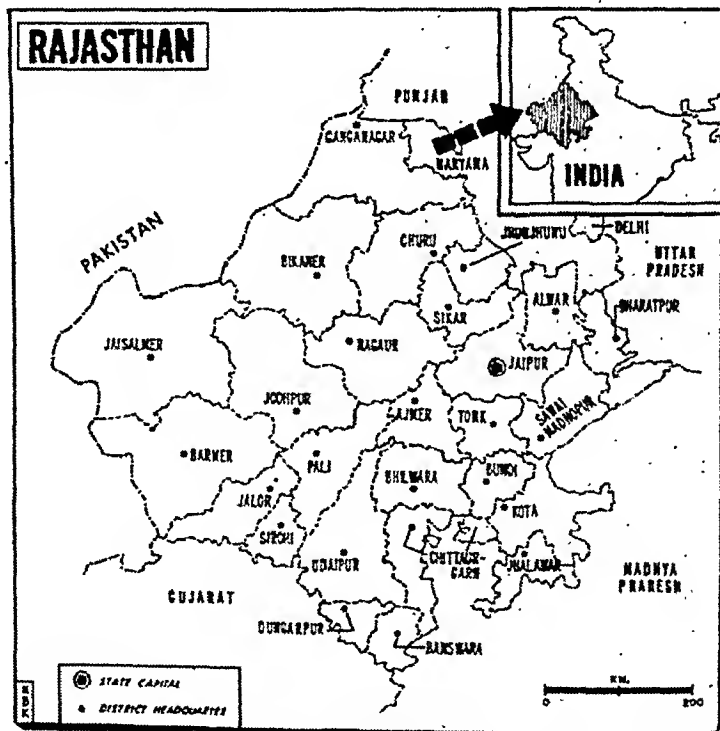 RAJASTHAN
PUNJAB
GANGANAGAR
HARYANA
INDIA
PAKISTAN
BIKANER
CHURU
JHUNJHUNU
DELHI
UTTAR
PRADESH
SIKAR
ALWAR
BHARATPUR
JAISALMER
NAGAUR
JAIPUR
JODHPUR
AJMER
TONK
SAWAI
MADHOPUR
BARMER
PALI
BHILWARA
BUNDI
JALOR
KOTA
SIROHI
UDAIPUR
CHITTAUR-
GARH
JHALAWAR
MADHYA
PRADESH
GUJARAT
DUNGARPUR
BANSWARA
STATE CAPITAL
DISTRICT HEADQUARTES
KM.
0 200